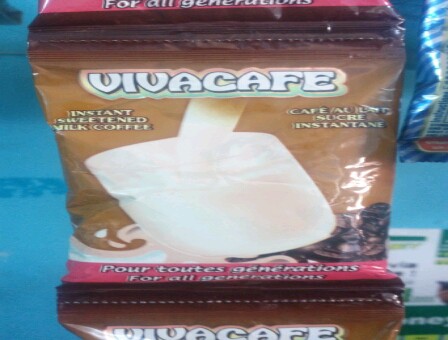 For all generations
VIVACAFE
INSTANT
SWEETENED
MILK COFFEE
CAFE AU LAIT
SUCRE
INSTANTANE
Pour toutes générations
For all generations
VIVACAFE